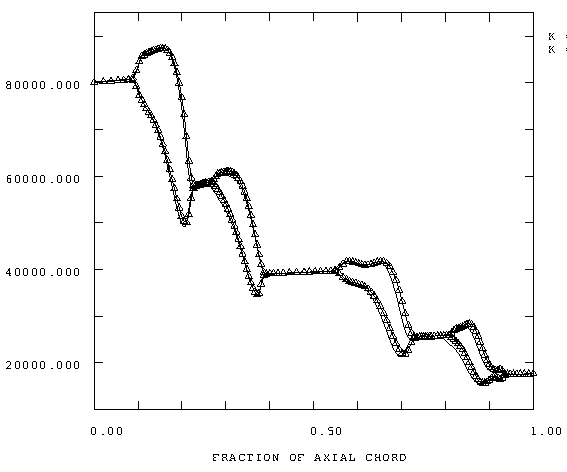 K =
K =
80000.000
60000.000
40000.000
20000.000
0.00 0.50 1.00
FRACTION OF AXIAL CHORD